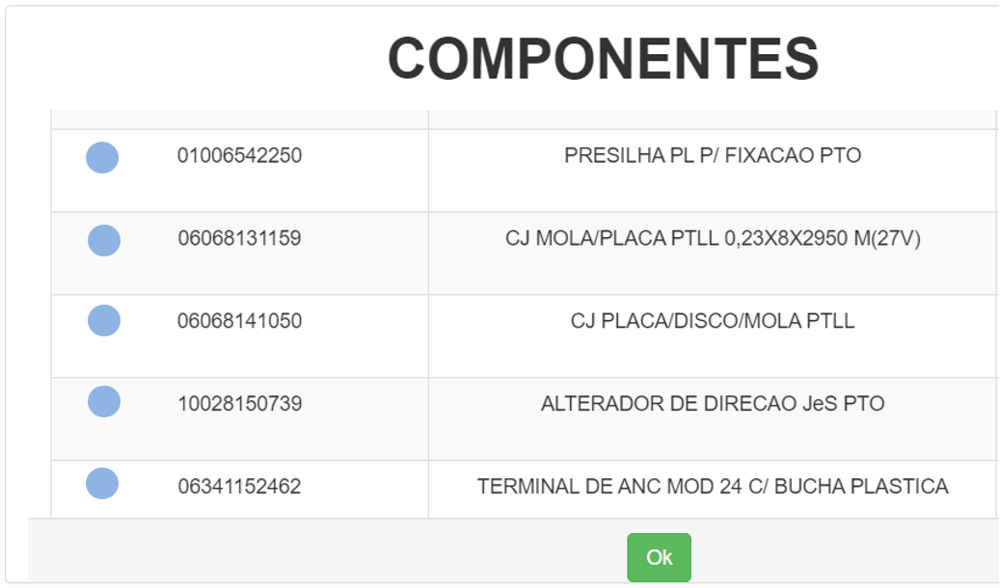 COMPONENTES
01006542250 PRESILHA PL P/ FIXACAO PTO
06068131159 CJ MOLA/PLACA PTLL 0,23X8X2950 M(27V)
06068141050 CJ PLACA/DISCO/MOLA PTLL
10028150739 ALTERADOR DE DIRECAO JeS PTO
06341152462 TERMINAL DE ANC MOD 24 C/ BUCHA PLASTICA
Ok